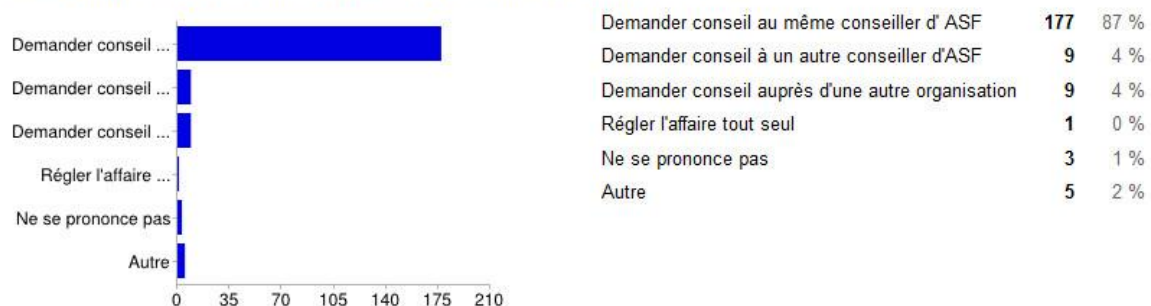 Demander conseil ...
Demander conseil ...
Demander conseil ...
Régler l'affaire ...
Ne se prononce pas
Autre
0 35 70 105 140 175 210
Demander conseil au même conseiller d' ASF 177 87 %
Demander conseil à un autre conseiller d'ASF 9 4 %
Demander conseil auprès d'une autre organisation 9 4 %
Régler l'affaire tout seul 1 0 %
Ne se prononce pas 3 1 %
Autre 5 2 %